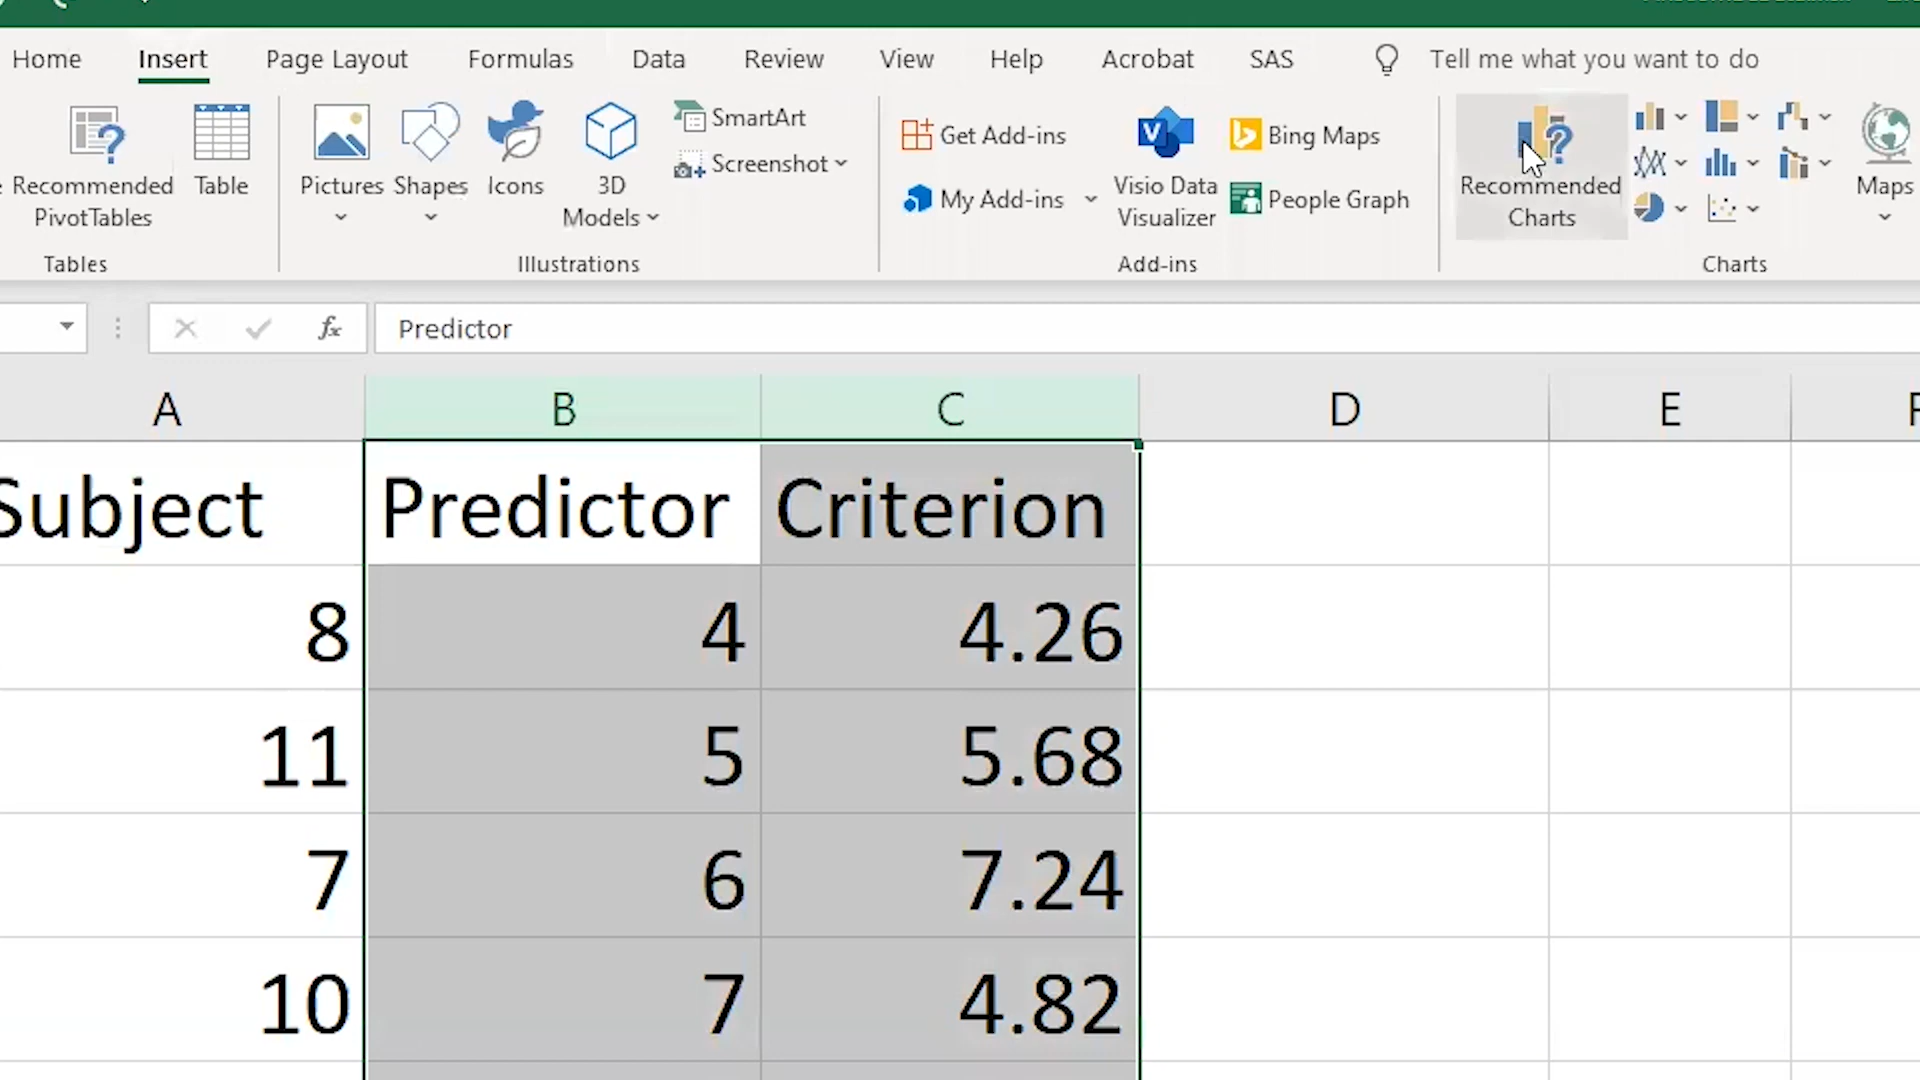 Home Insert Page Layout Formulas Data Review View Help Acrobat SAS Tell me what you want to do
Recommended PivotTables
Table
Pictures
Shapes
Icons
3D Models
SmartArt
Screenshot
Get Add-ins
My Add-ins
Visio Data Visualizer
Bing Maps
People Graph
Recommended Charts
Maps
Tables Illustrations Add-ins Charts
fx Predictor
A B C D E F
Subject Predictor Criterion
8 4 4.26
11 5 5.68
7 6 7.24
10 7 4.82